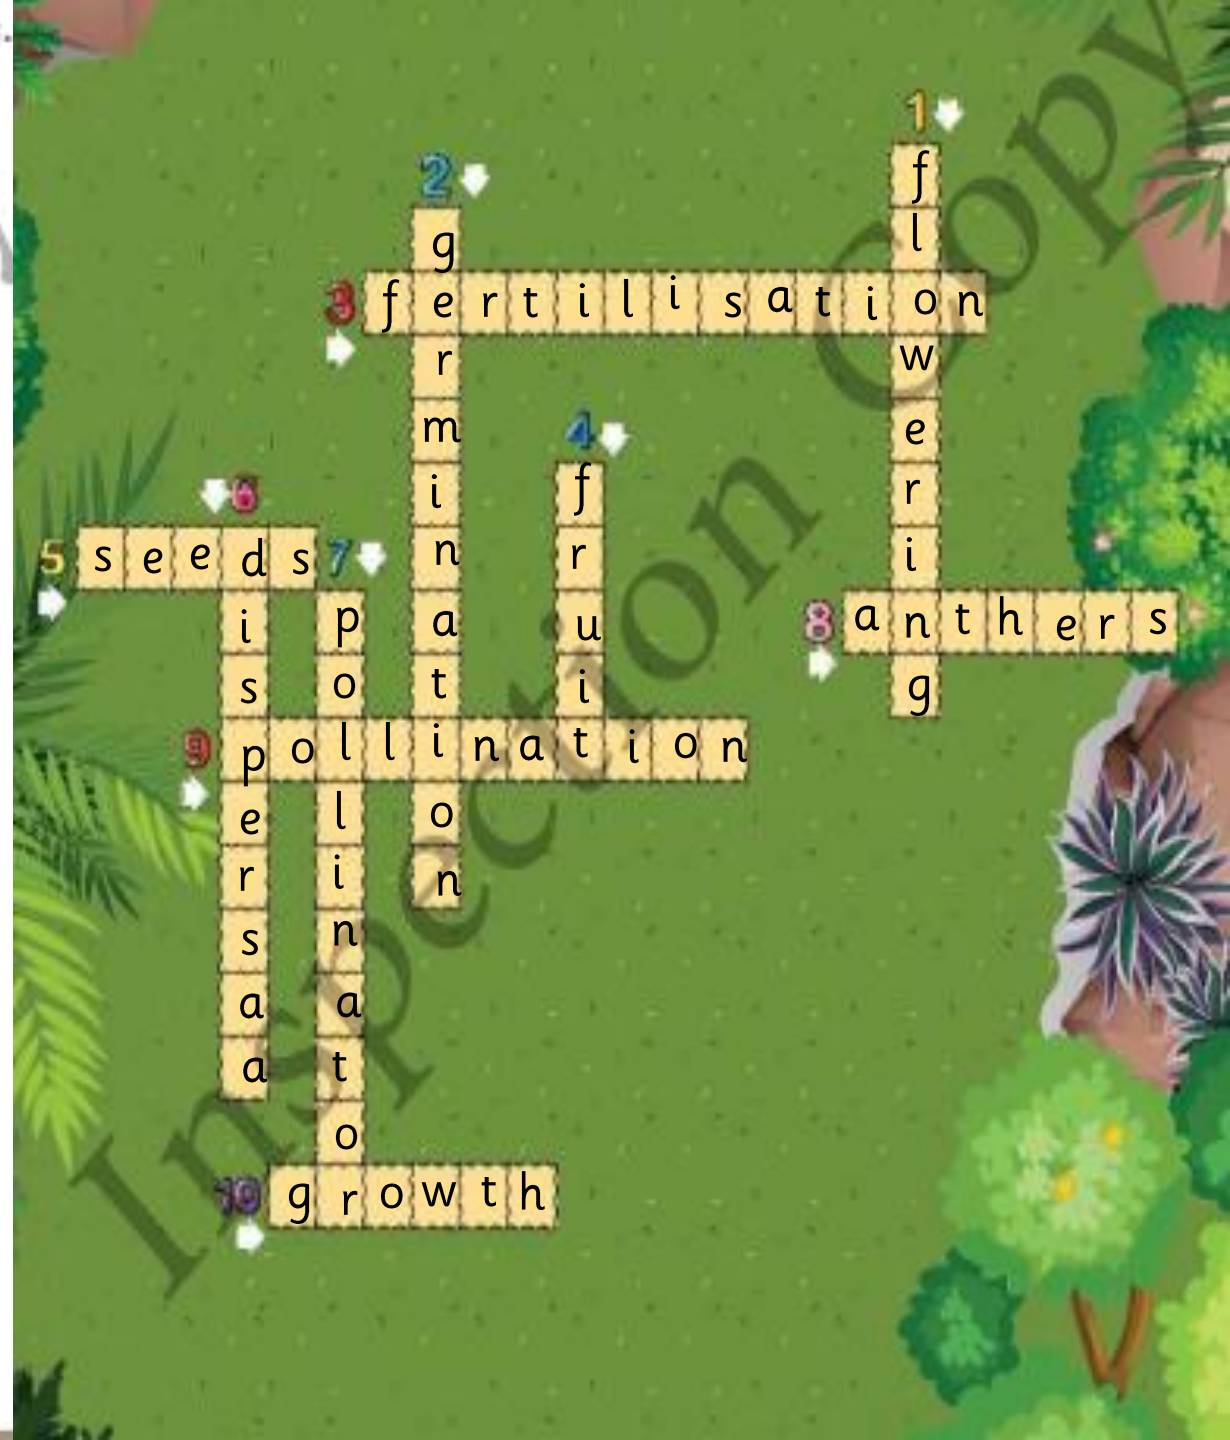 1
flowering
2
germination
3
fertilisation
4
fruit
5
seeds
6
dispersaa
7
pollinator
8
anthers
9
pollination
10
growth
Inspection Copy